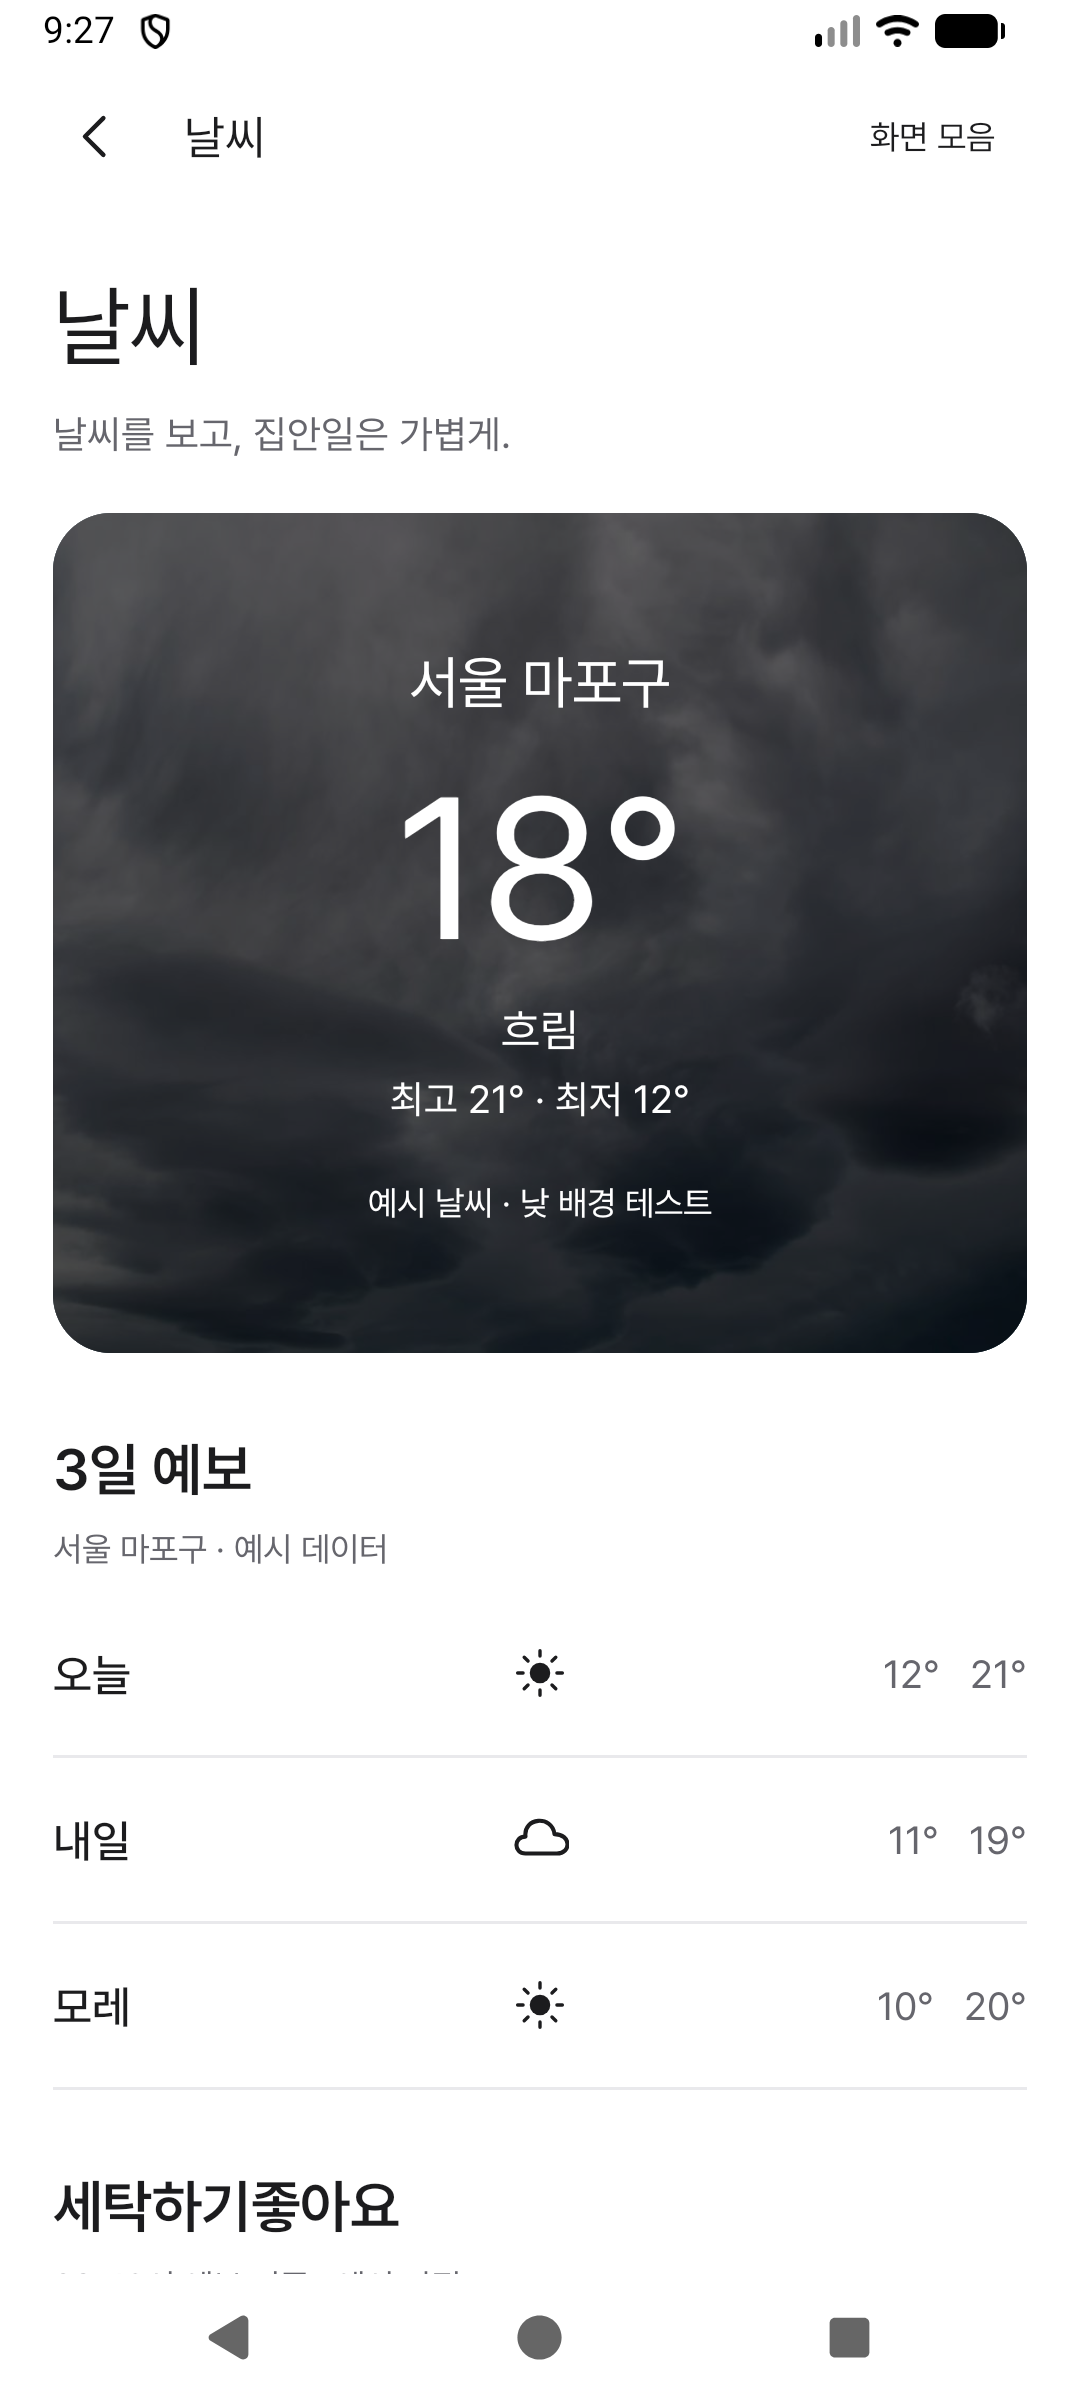 9:27
날씨
화면 모음
날씨
날씨를 보고, 집안일은 가볍게.
서울 마포구
18°
흐림
최고 21° · 최저 12°
예시 날씨 · 낮 배경 테스트
3일 예보
서울 마포구 · 예시 데이터
오늘 12° 21°
내일 11° 19°
모레 10° 20°
세탁하기좋아요